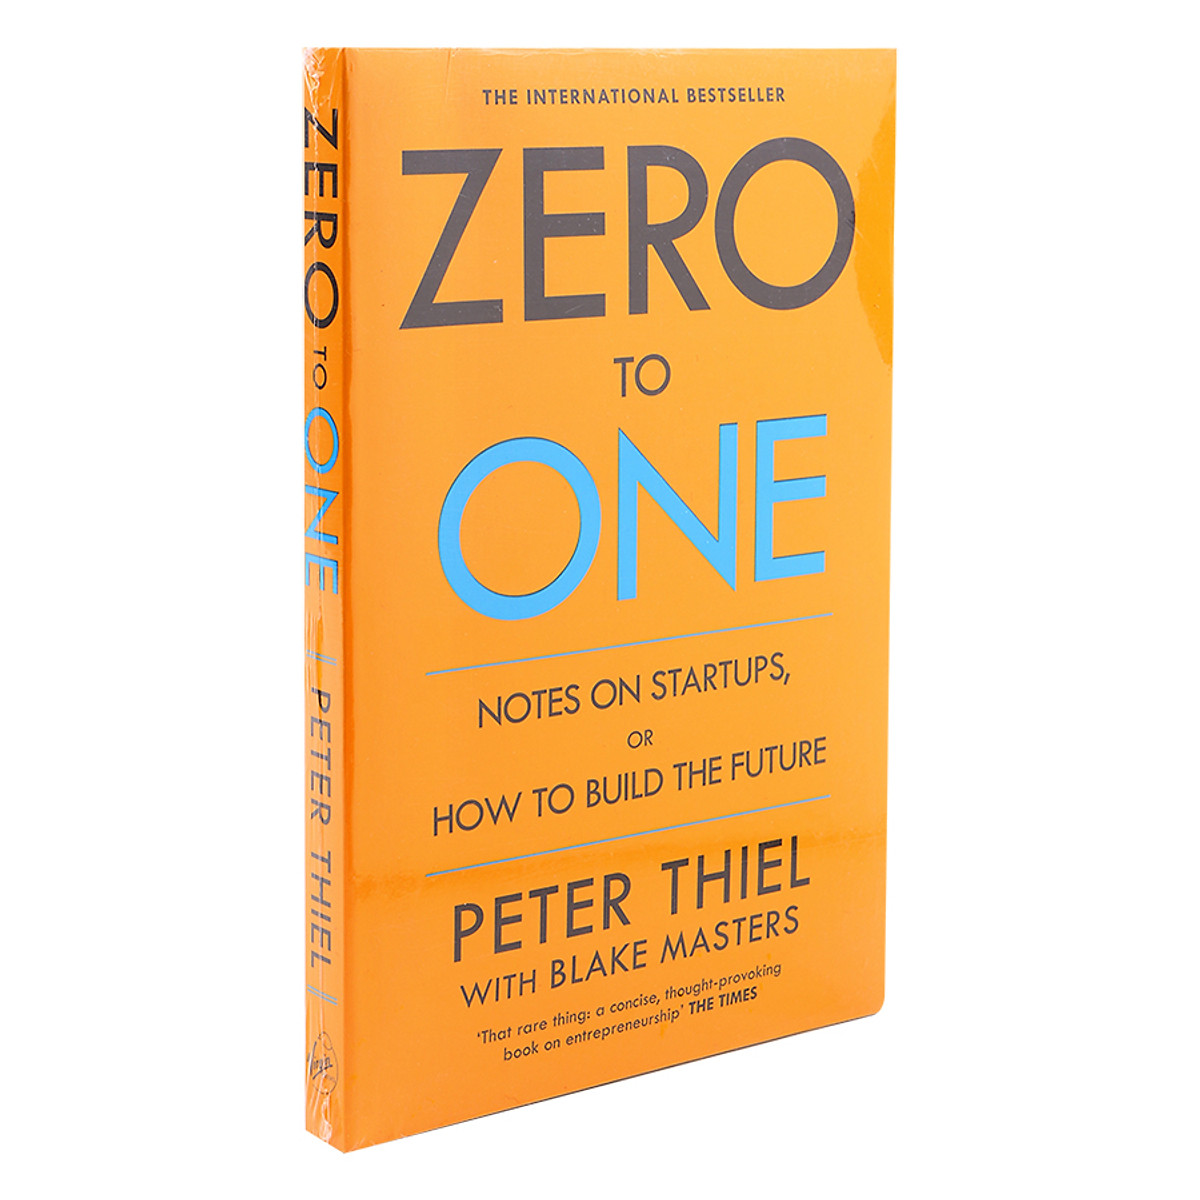 THE INTERNATIONAL BESTSELLER
ZERO
TO
ONE
NOTES ON STARTUPS,
OR
HOW TO BUILD THE FUTURE
PETER THIEL
WITH BLAKE MASTERS
‘That rare thing: a concise, thought-provoking
book on entrepreneurship’ THE TIMES
ZERO TO ONE PETER THIEL
Virgin